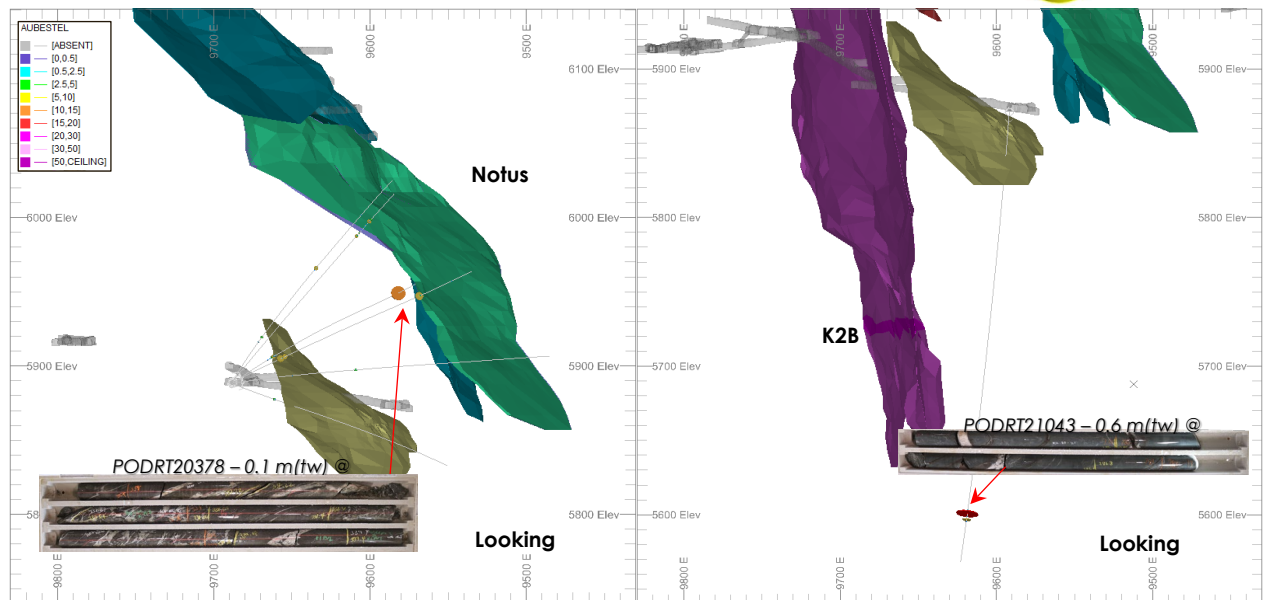 AUBESTEL
[ABSENT]
[0,0.5]
[0.5,2.5]
[2.5,5]
[5,10]
[10,15]
[15,20]
[20,30]
[30,50]
[50,CEILING]
9700 E
9600 E
9500 E
6100 Elev
Notus
6000 Elev
6000 Elev
5900 Elev
5900 Elev
PODRT20378 – 0.1 m(tw) @
5800 Elev
Looking
9800 E
9700 E
9600 E
9500 E
9800 E
9700 E
9600 E
9500 E
5900 Elev
5900 Elev
5800 Elev
5800 Elev
K2B
5700 Elev
5700 Elev
PODRT21043 – 0.6 m(tw) @
5600 Elev
5600 Elev
Looking
9800 E
9700 E
9600 E
9500 E